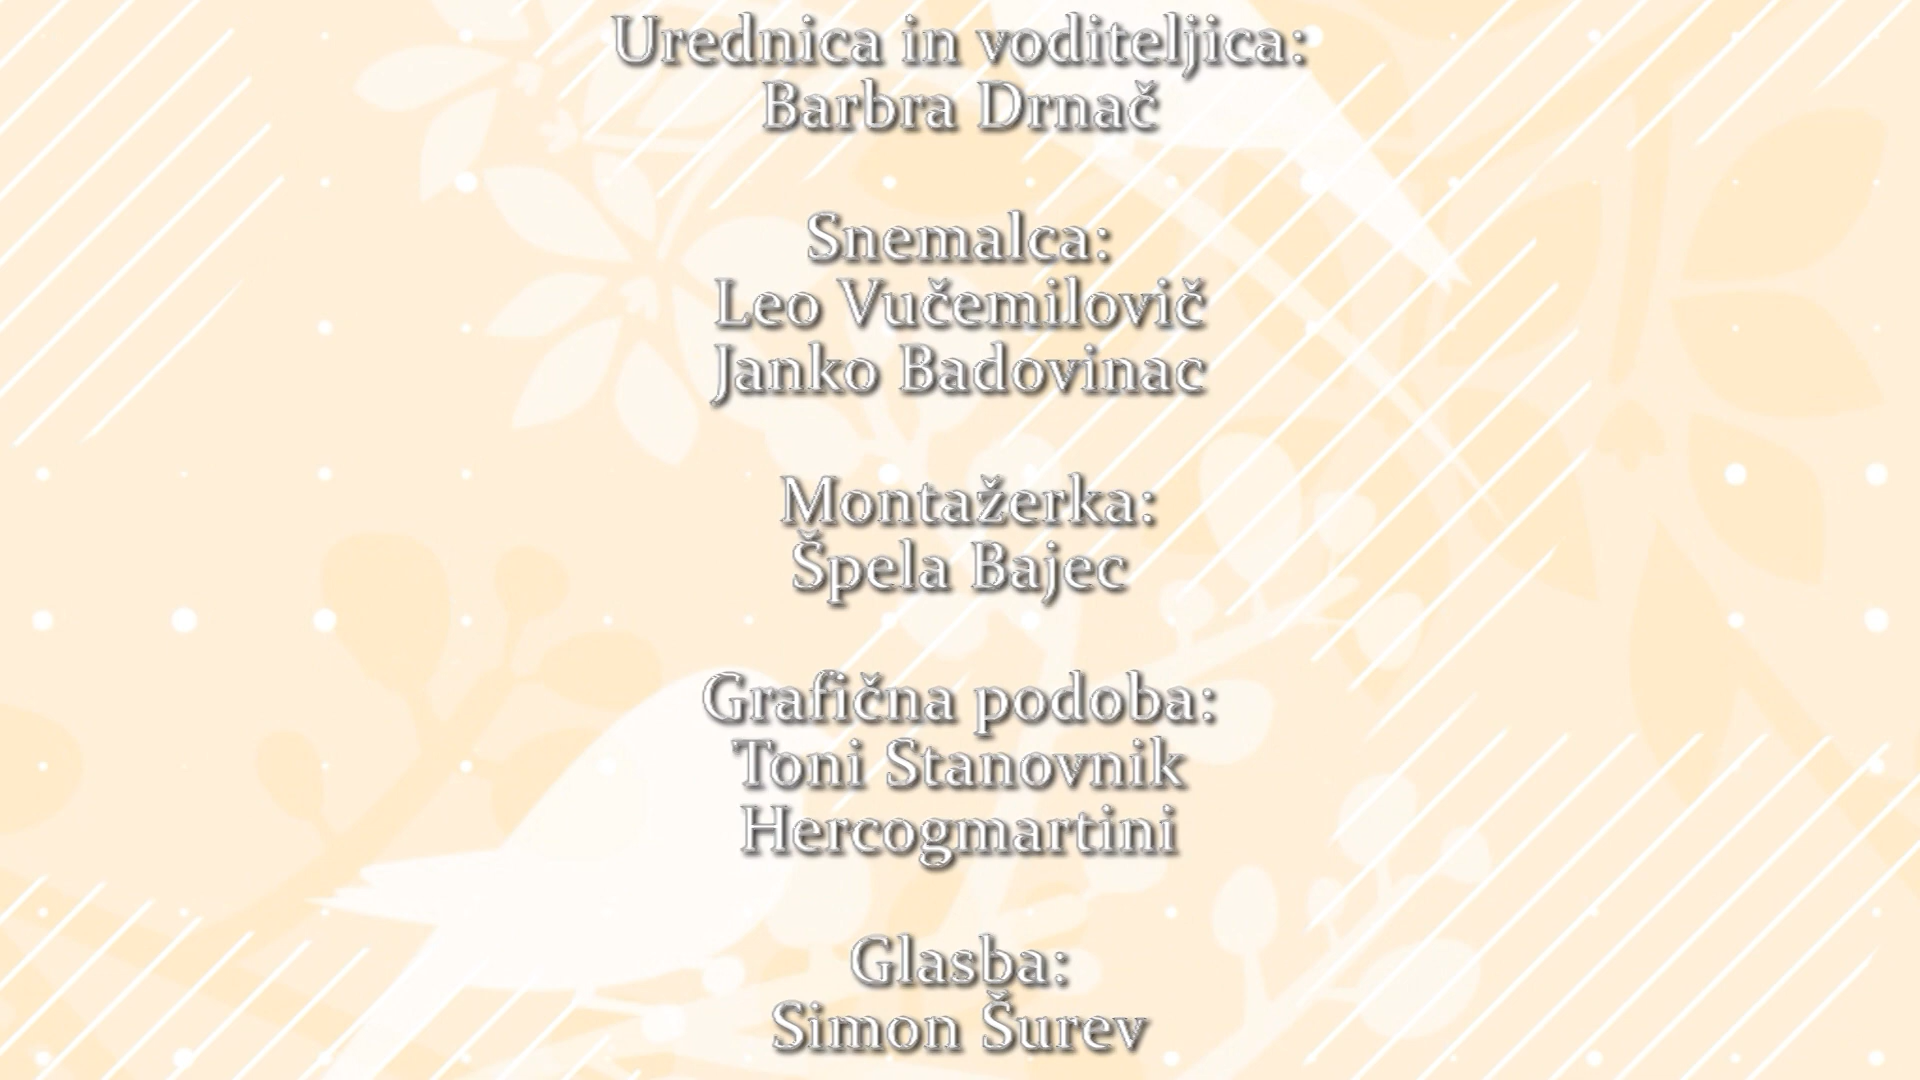 Urednica in voditeljica:
Barbra Drnač
Snemalca:
Leo Vučemilovič
Janko Badovinac
Montažerka:
Špela Bajec
Grafična podoba:
Toni Stanovnik
Hercogmartini
Glasba:
Simon Šurev